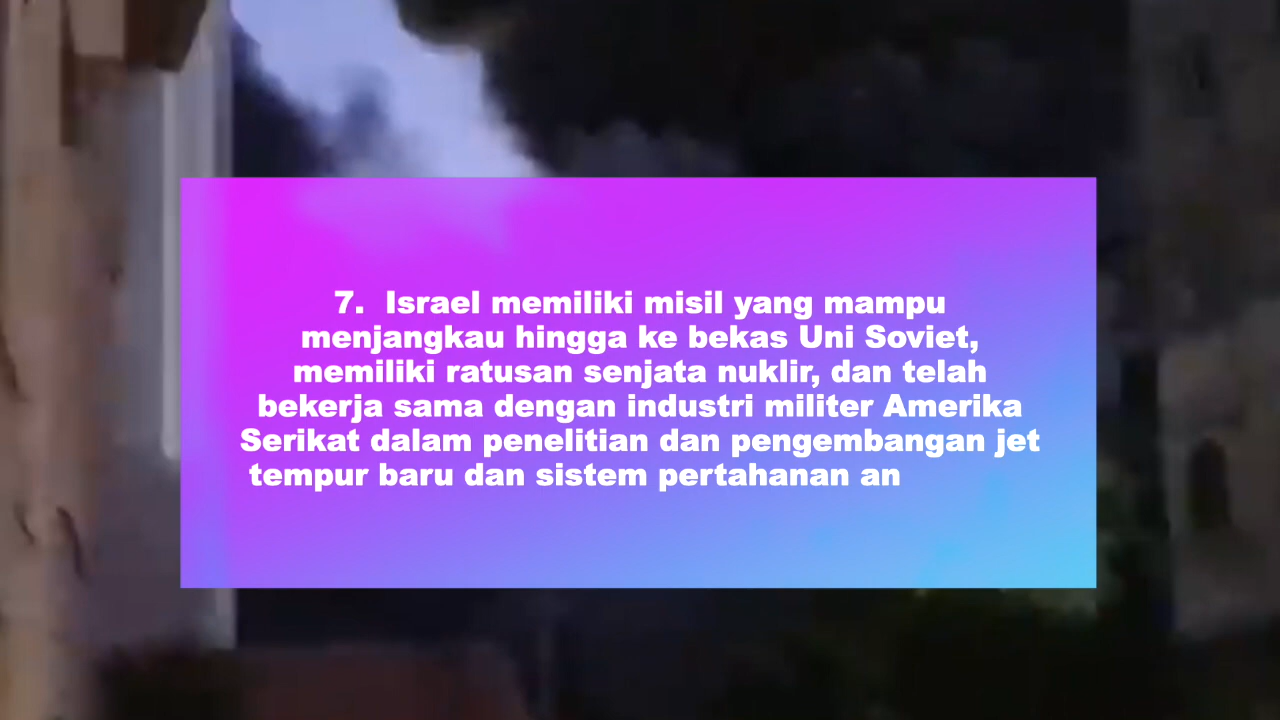 7. Israel memiliki misil yang mampu
menjangkau hingga ke bekas Uni Soviet,
memiliki ratusan senjata nuklir, dan telah
bekerja sama dengan industri militer Amerika
Serikat dalam penelitian dan pengembangan jet
tempur baru dan sistem pertahanan an